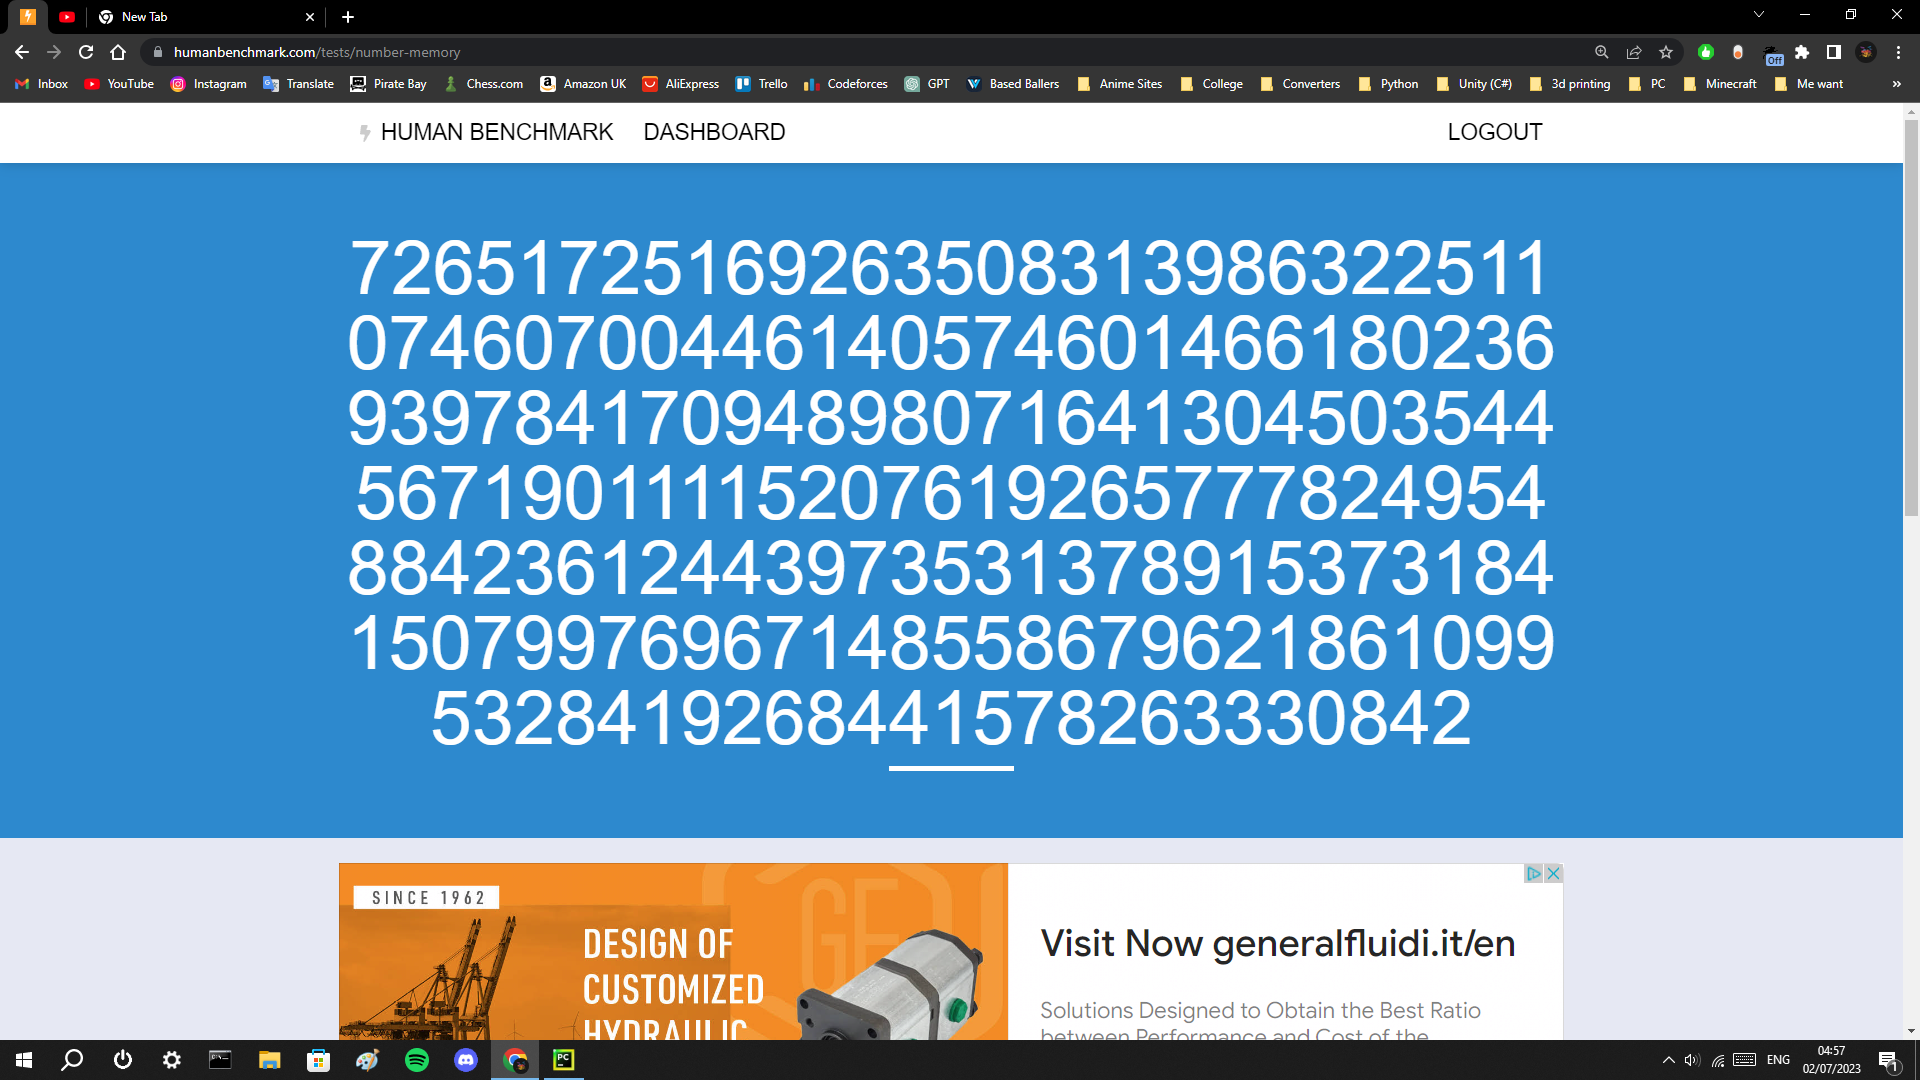 New Tab
humanbenchmark.com/tests/number-memory
Inbox YouTube Instagram Translate Pirate Bay Chess.com Amazon UK AliExpress Trello Codeforces GPT Based Ballers Anime Sites College Converters Python Unity (C#) 3d printing PC Minecraft Me want »
Off
HUMAN BENCHMARK DASHBOARD LOGOUT
72651725169263508313986322511
07460700446140574601466180236
93978417094898071641304503544
56719011115207619265777824954
88423612443973531378915373184
15079976967148558679621861099
5328419268441578263330842
SINCE 1962
DESIGN OF
CUSTOMIZED
HYDRAULIC
GF
Visit Now generalfluidi.it/en
Solutions Designed to Obtain the Best Ratio
between Performance and Cost of the
PC
ENG
04:57
02/07/2023
1